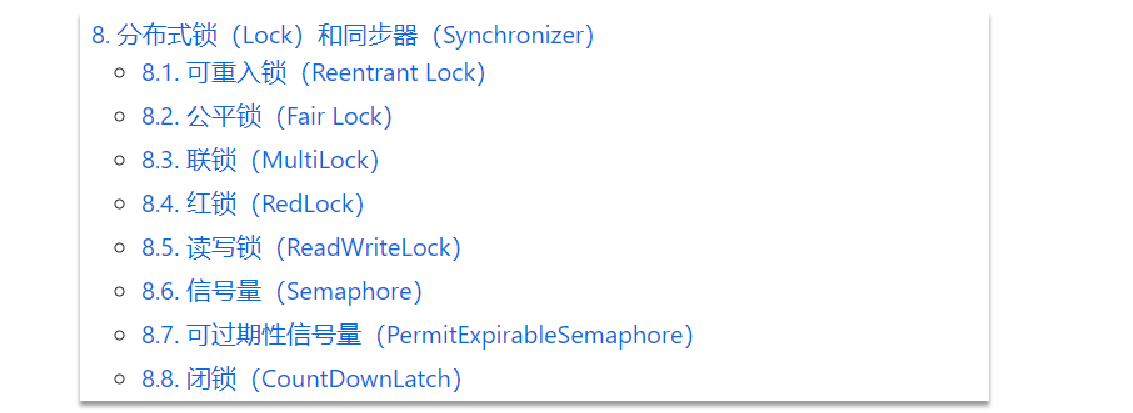 8. 分布式锁（Lock）和同步器（Synchronizer）
8.1. 可重入锁（Reentrant Lock）
8.2. 公平锁（Fair Lock）
8.3. 联锁（MultiLock）
8.4. 红锁（RedLock）
8.5. 读写锁（ReadWriteLock）
8.6. 信号量（Semaphore）
8.7. 可过期性信号量（PermitExpirableSemaphore）
8.8. 闭锁（CountDownLatch）